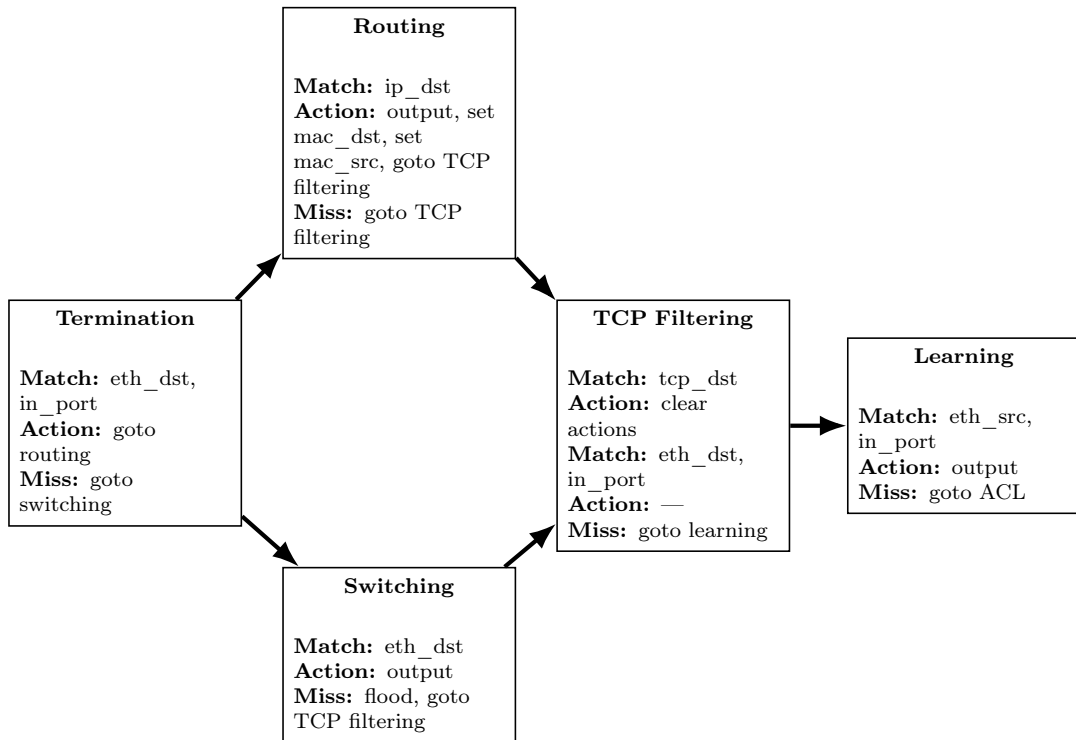 Routing
Match: ip_dst
Action: output, set
mac_dst, set
mac_src, goto TCP
filtering
Miss: goto TCP
filtering
Termination
Match: eth_dst,
in_port
Action: goto
routing
Miss: goto
switching
TCP Filtering
Match: tcp_dst
Action: clear
actions
Match: eth_dst,
in_port
Action: —
Miss: goto learning
Learning
Match: eth_src,
in_port
Action: output
Miss: goto ACL
Switching
Match: eth_dst
Action: output
Miss: flood, goto
TCP filtering